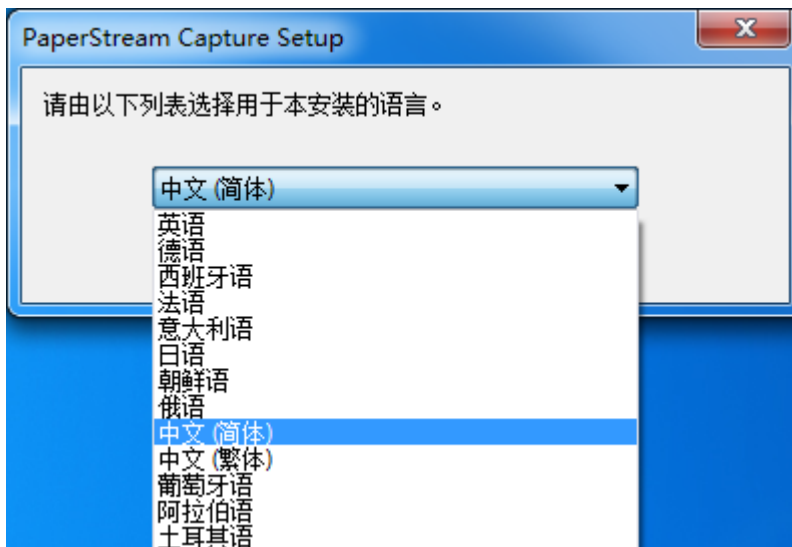 PaperStream Capture Setup
请由以下列表选择用于本安装的语言。
中文 (简体)
英语
德语
西班牙语
法语
意大利语
日语
朝鲜语
俄语
中文 (简体)
中文 (繁体)
葡萄牙语
阿拉伯语
土耳其语